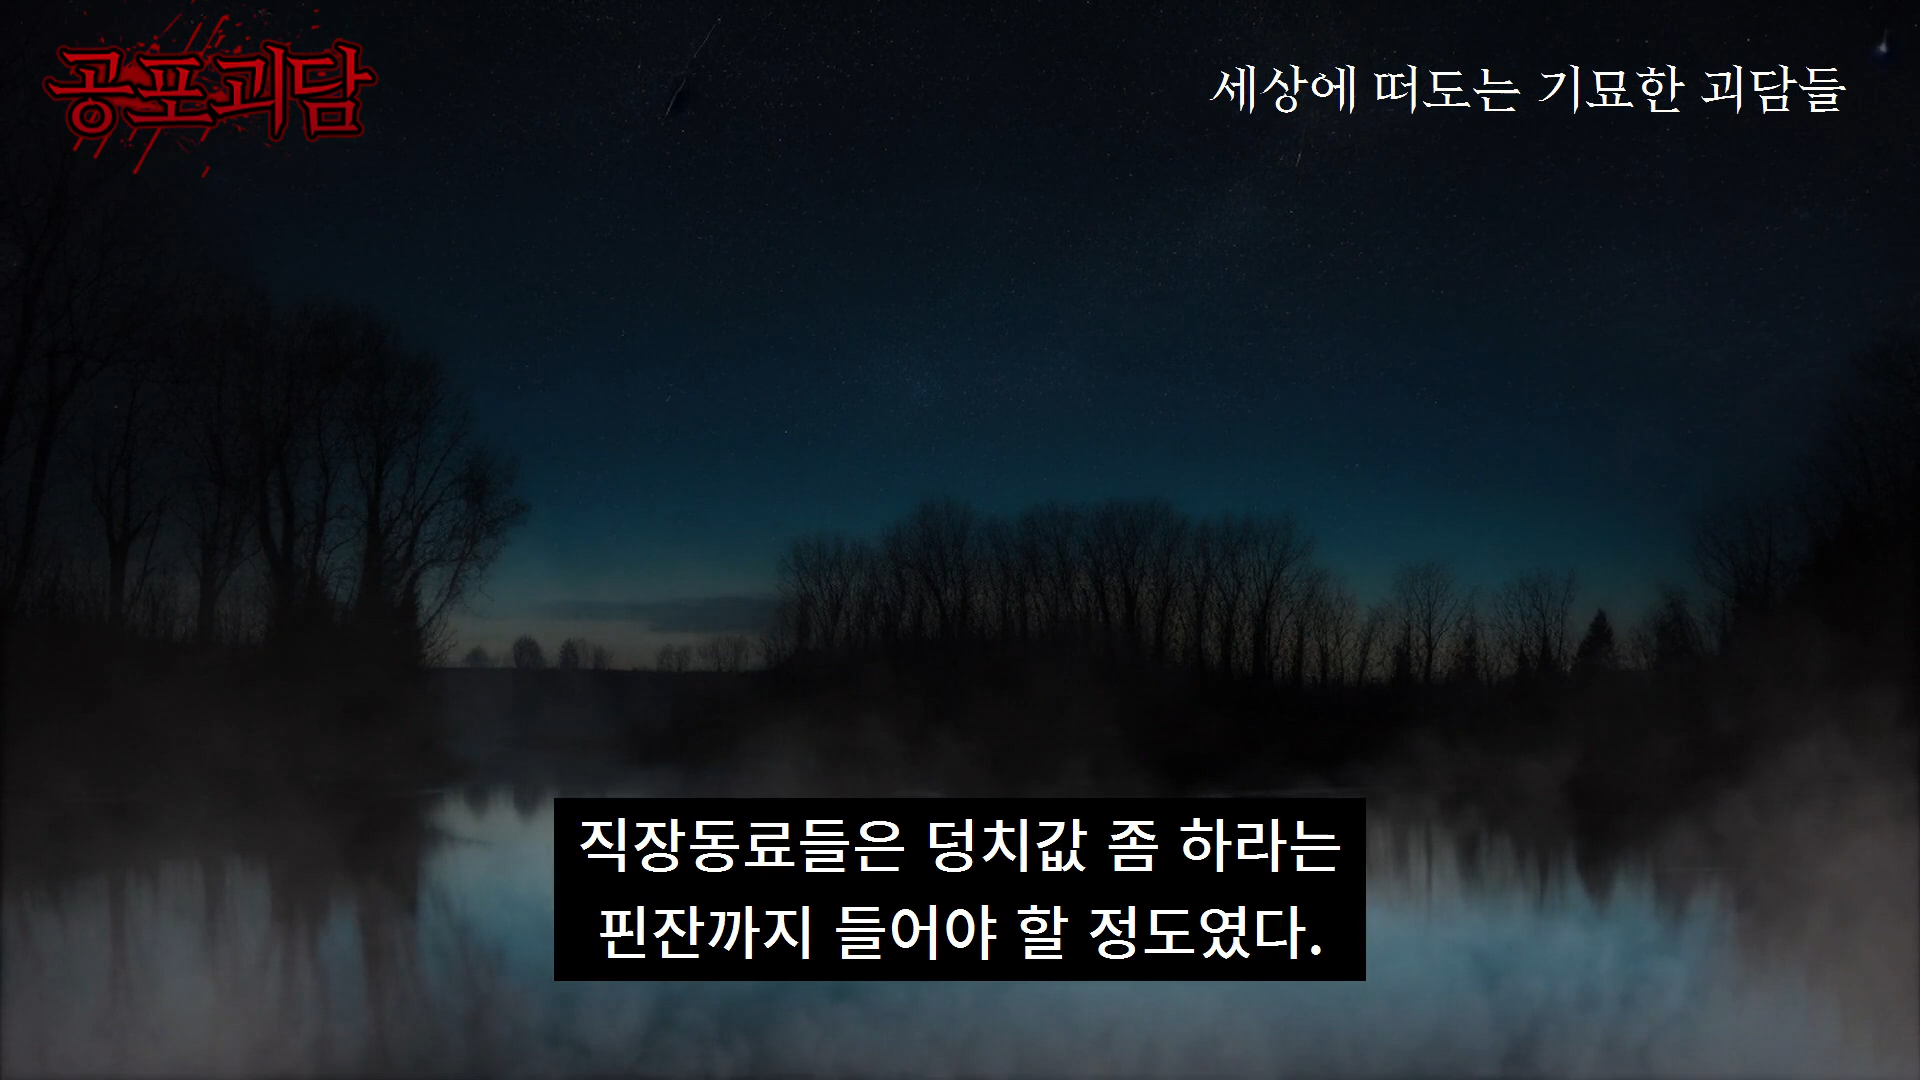 공포괴담
세상에 떠도는 기묘한 괴담들
직장동료들은 덩치값 좀 하라는
핀잔까지 들어야 할 정도였다.